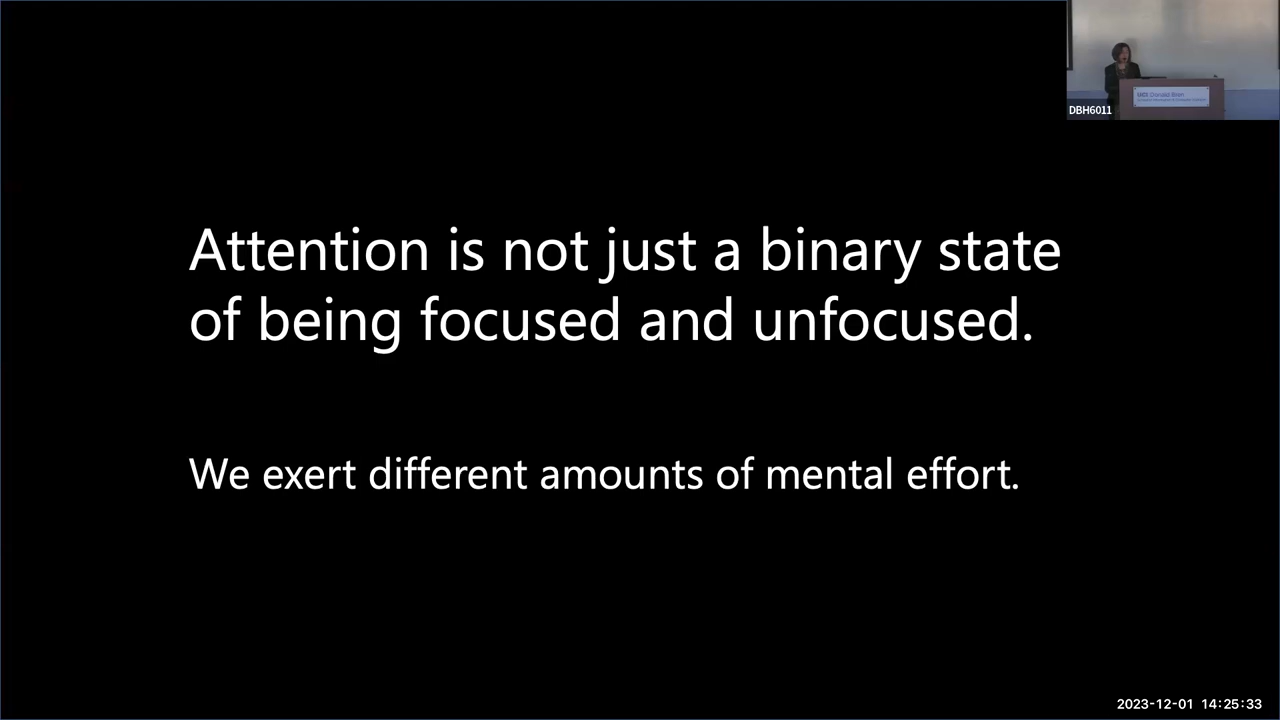 DBH6011
Attention is not just a binary state
of being focused and unfocused.
We exert different amounts of mental effort.
2023-12-01 14:25:33